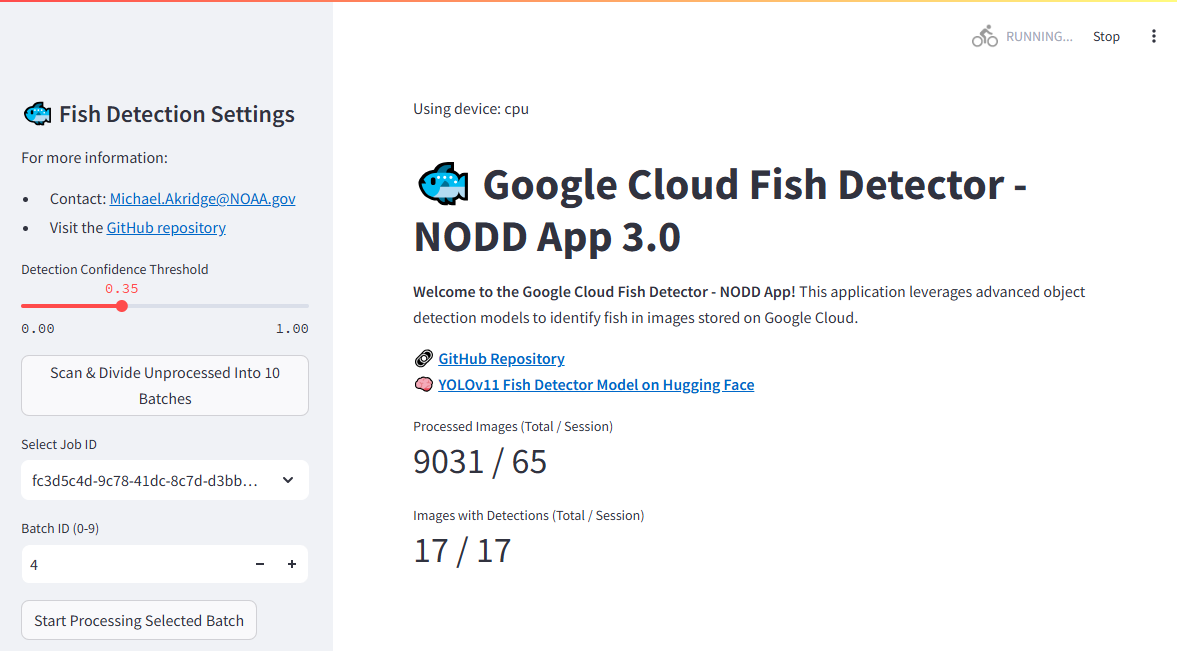 RUNNING...
Stop
Fish Detection Settings
For more information:
Contact: Michael.Akridge@NOAA.gov
Visit the GitHub repository
Detection Confidence Threshold
0.35
0.00 1.00
Scan & Divide Unprocessed Into 10
Batches
Select Job ID
fc3d5c4d-9c78-41dc-8c7d-d3bb...
Batch ID (0-9)
4
Start Processing Selected Batch
Using device: cpu
Google Cloud Fish Detector -
NODD App 3.0
Welcome to the Google Cloud Fish Detector - NODD App! This application leverages advanced object
detection models to identify fish in images stored on Google Cloud.
GitHub Repository
YOLOv11 Fish Detector Model on Hugging Face
Processed Images (Total / Session)
9031 / 65
Images with Detections (Total / Session)
17 / 17